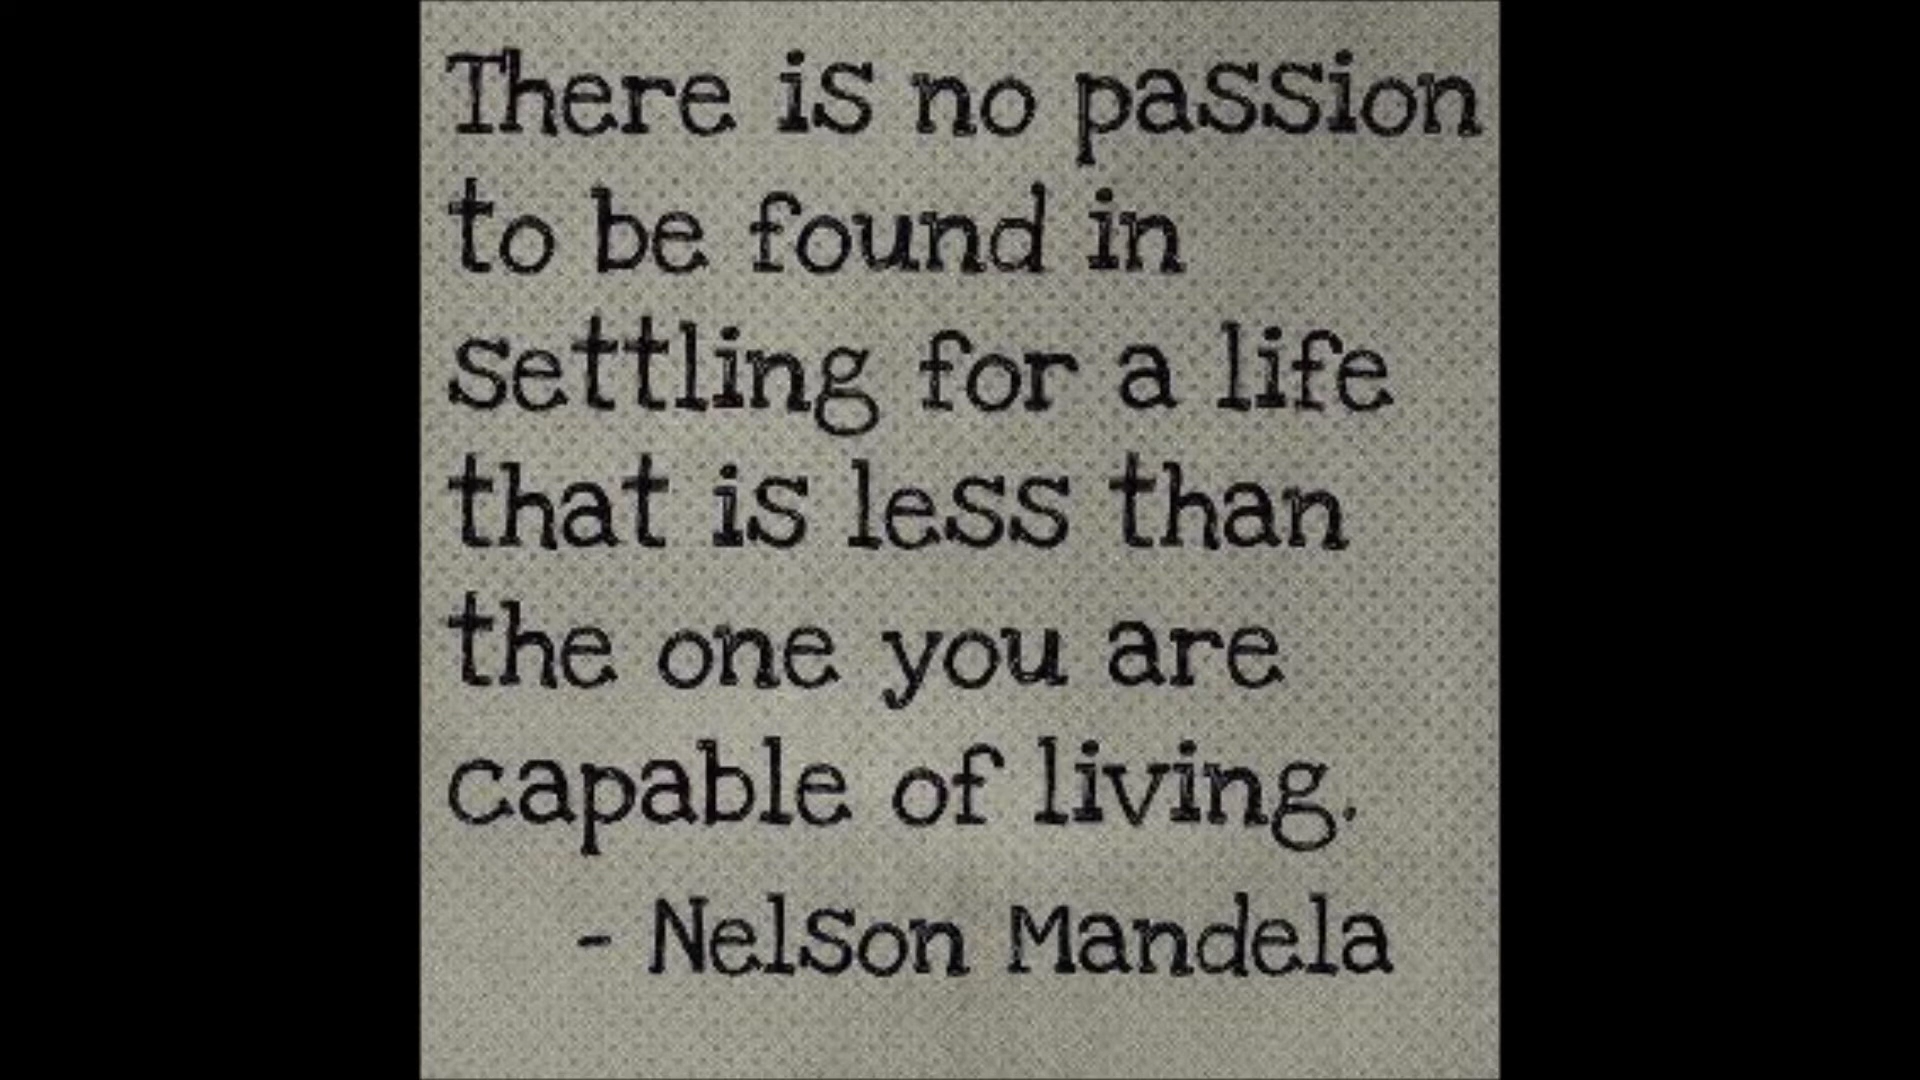 There is no passion
to be found in
settling for a life
that is less than
the one you are
capable of living.
- Nelson Mandela